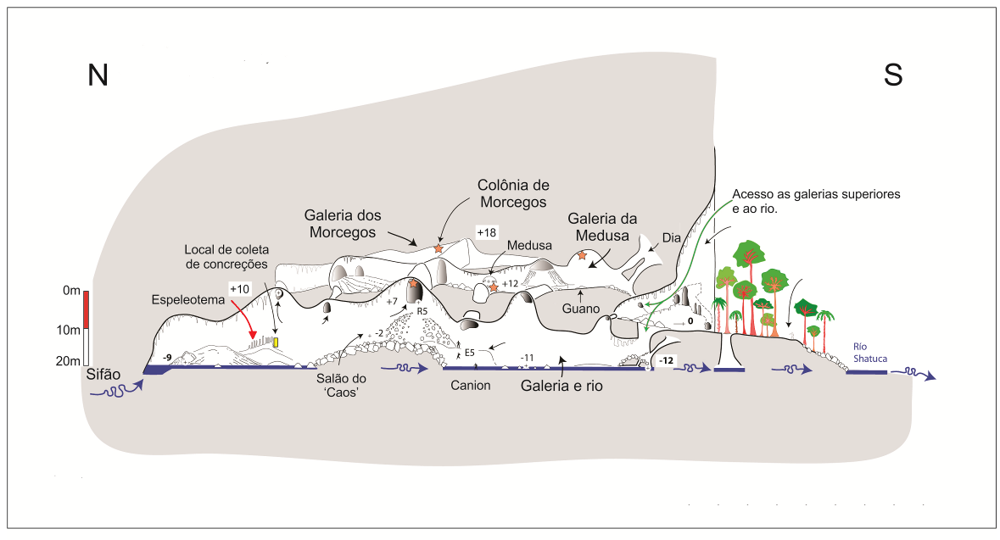 N
S
Colônia de
Morcegos
Acesso as galerias superiores
e ao rio.
Galeria dos
Morcegos
Galeria da
Medusa
+18
Dia
Local de coleta
de concreções
Medusa
+10
+12
0m
Espeleotema
+7
Guano
R5
10m
0
-2
-9
E5
-11
20m
-12
Río
Shatuca
Sifão
Salão do
‘Caos’
Canion
Galeria e rio